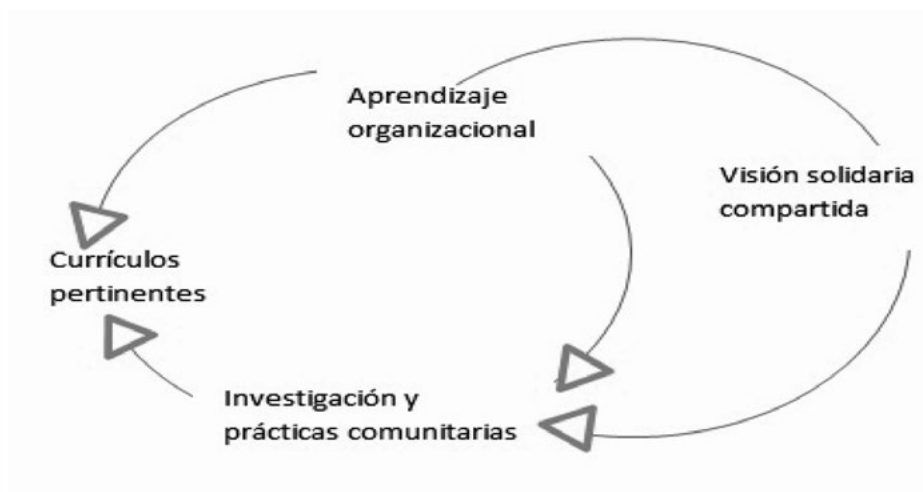 Aprendizaje
organizacional
Visión solidaria
compartida
Currículos
pertinentes
Investigación y
prácticas comunitarias